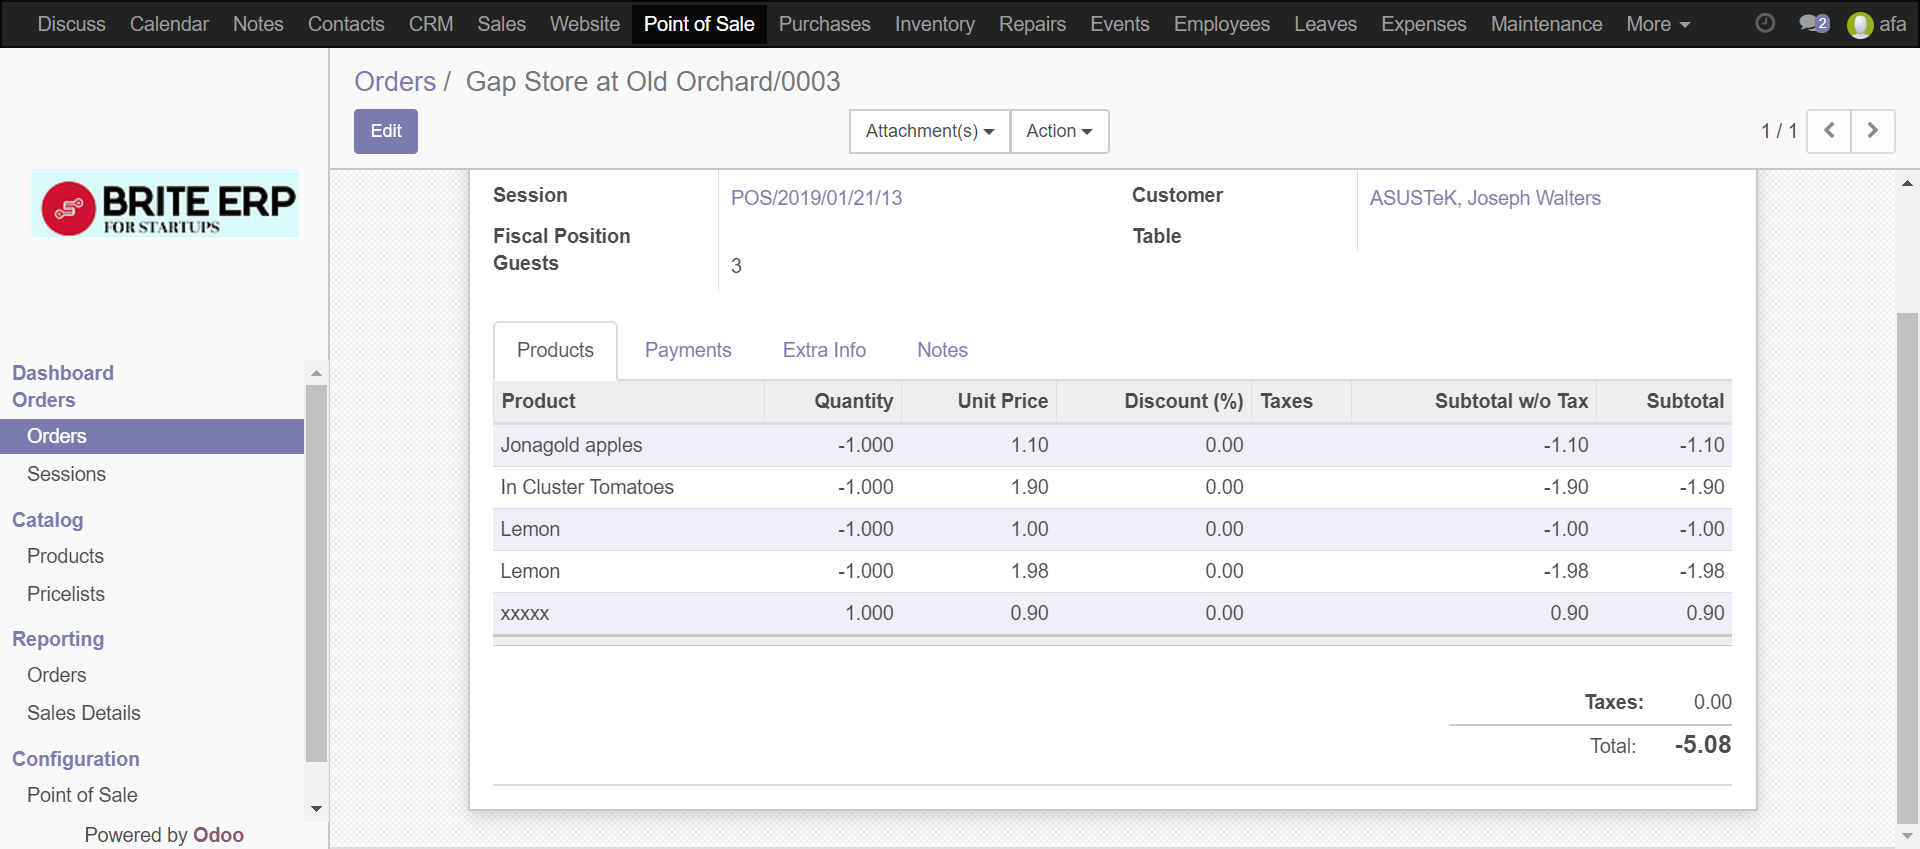 Discuss Calendar Notes Contacts CRM Sales Website Point of Sale Purchases Inventory Repairs Events Employees Leaves Expenses Maintenance More 2 afa
Orders / Gap Store at Old Orchard/0003
Edit Attachment(s) Action 1 / 1
BRITE ERP
FOR STARTUPS
Dashboard
Orders
Orders
Sessions
Catalog
Products
Pricelists
Reporting
Orders
Sales Details
Configuration
Point of Sale
Powered by Odoo
Session POS/2019/01/21/13 Customer ASUSTeK, Joseph Walters
Fiscal Position Table
Guests 3
Products Payments Extra Info Notes
Product Quantity Unit Price Discount (%) Taxes Subtotal w/o Tax Subtotal
Jonagold apples -1.000 1.10 0.00 -1.10 -1.10
In Cluster Tomatoes -1.000 1.90 0.00 -1.90 -1.90
Lemon -1.000 1.00 0.00 -1.00 -1.00
Lemon -1.000 1.98 0.00 -1.98 -1.98
xxxxx 1.000 0.90 0.00 0.90 0.90
Taxes: 0.00
Total: -5.08